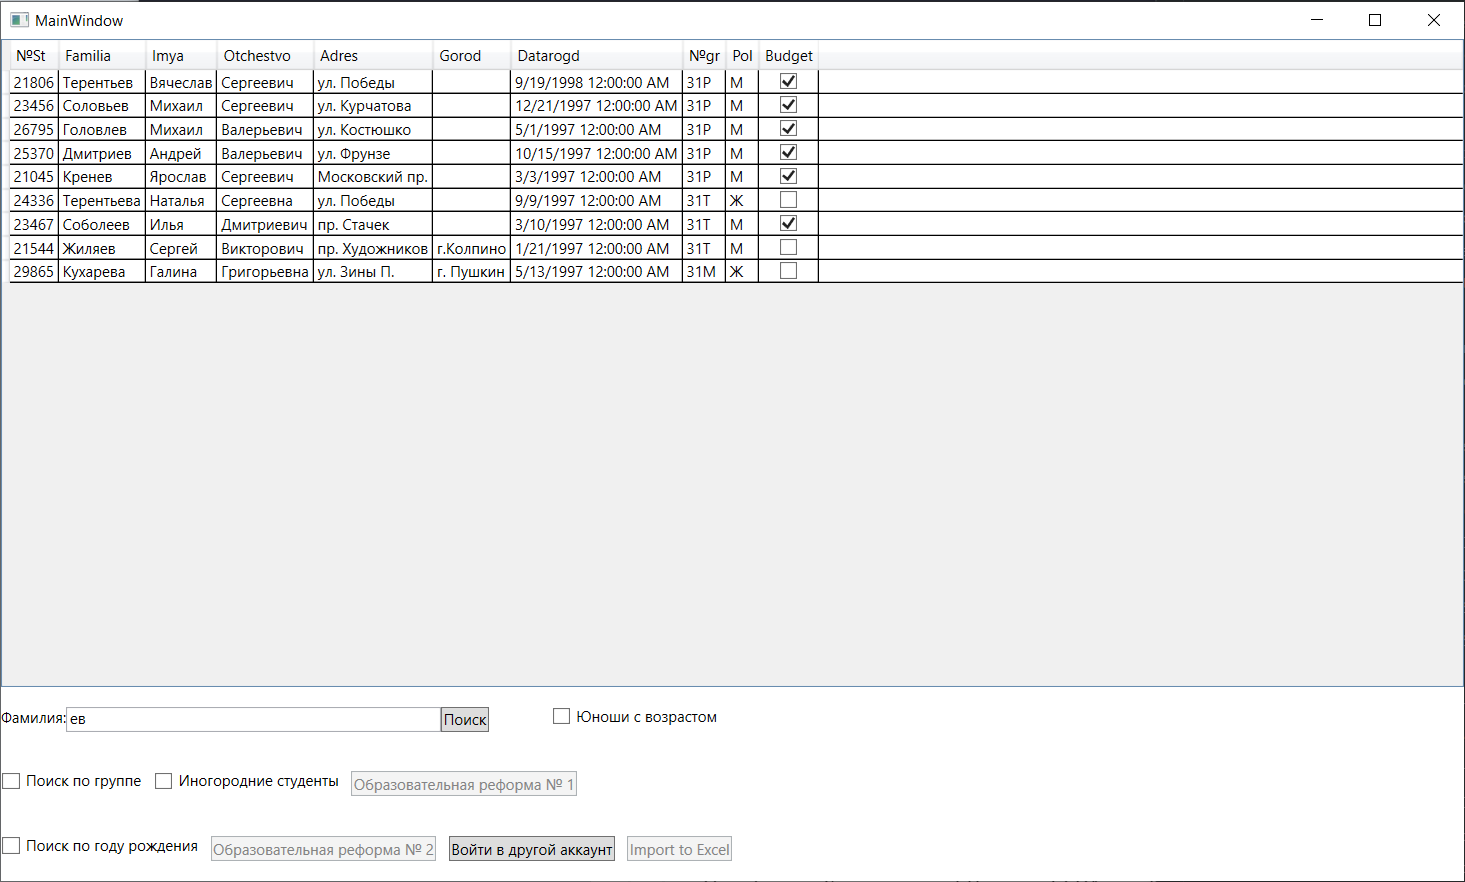 MainWindow
№St Familia Imya Otchestvo Adres Gorod Datarogd №gr Pol Budget
21806 Терентьев Вячеслав Сергеевич ул. Победы 9/19/1998 12:00:00 AM 31Р М
23456 Соловьев Михаил Сергеевич ул. Курчатова 12/21/1997 12:00:00 AM 31Р М
26795 Головлев Михаил Валерьевич ул. Костюшко 5/1/1997 12:00:00 AM 31Р М
25370 Дмитриев Андрей Валерьевич ул. Фрунзе 10/15/1997 12:00:00 AM 31Р М
21045 Кренев Ярослав Сергеевич Московский пр. 3/3/1997 12:00:00 AM 31Р М
24336 Терентьева Наталья Сергеевна ул. Победы 9/9/1997 12:00:00 AM 31Т Ж
23467 Соболеев Илья Дмитриевич пр. Стачек 3/10/1997 12:00:00 AM 31Т М
21544 Жиляев Сергей Викторович пр. Художников г.Колпино 1/21/1997 12:00:00 AM 31Т М
29865 Кухарева Галина Григорьевна ул. Зины П. г. Пушкин 5/13/1997 12:00:00 AM 31М Ж
Фамилия: ев Поиск Юноши с возрастом
Поиск по группе Иногородние студенты Образовательная реформа № 1
Поиск по году рождения Образовательная реформа № 2 Войти в другой аккаунт Import to Excel